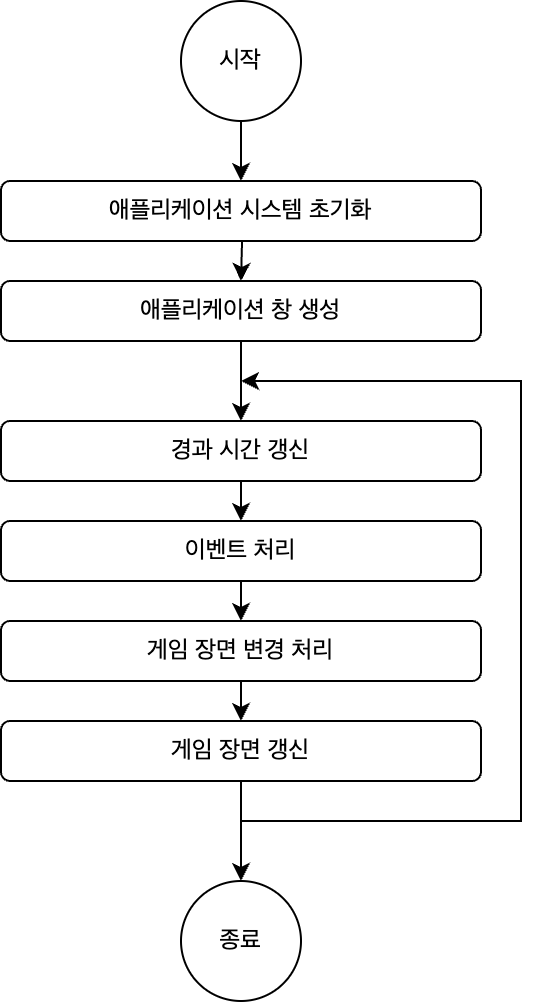 시작
애플리케이션 시스템 초기화
애플리케이션 창 생성
경과 시간 갱신
이벤트 처리
게임 장면 변경 처리
게임 장면 갱신
종료